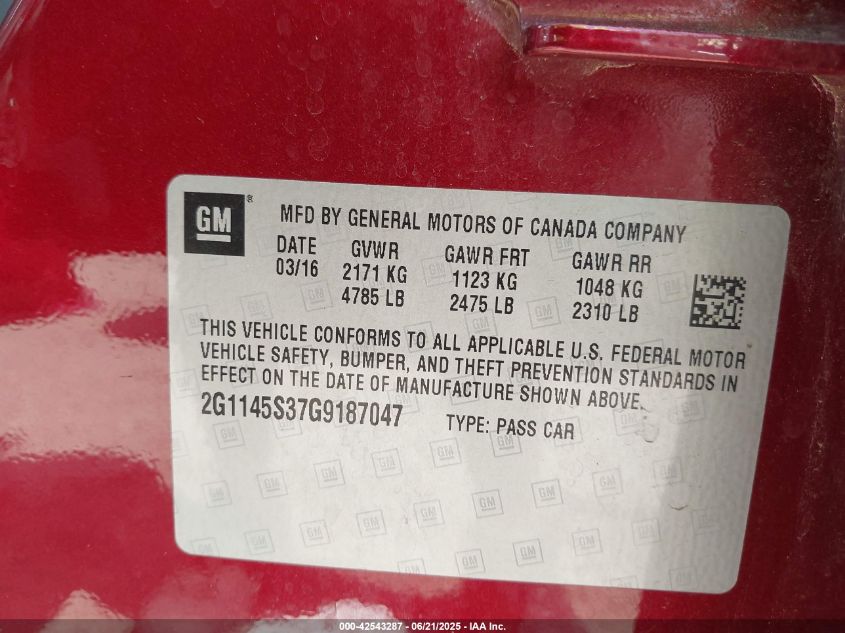 GM ®
MFD BY GENERAL MOTORS OF CANADA COMPANY
DATE GVWR GAWR FRT GAWR RR
03/16 2171 KG 1123 KG 1048 KG
4785 LB 2475 LB 2310 LB
THIS VEHICLE CONFORMS TO ALL APPLICABLE U.S. FEDERAL MOTOR
VEHICLE SAFETY, BUMPER, AND THEFT PREVENTION STANDARDS IN
EFFECT ON THE DATE OF MANUFACTURE SHOWN ABOVE.
2G1145S37G9187047 TYPE: PASS CAR
000-42543287 - 06/21/2025 - IAA Inc.